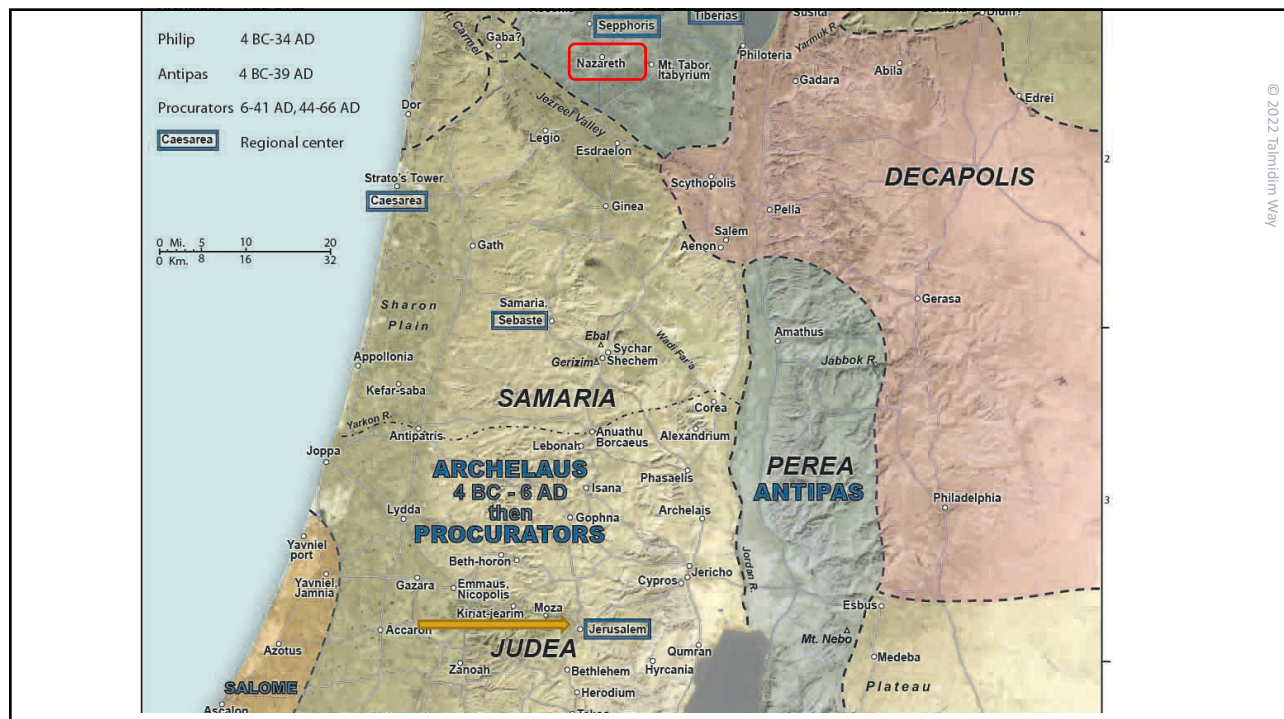 Philip 4 BC-34 AD
Antipas 4 BC-39 AD
Procurators 6-41 AD, 44-66 AD
Caesarea Regional center
0 Mi. 5 10 20
0 Km. 8 16 32
Mt. Carmel
Gaba?
Sepphoris
Tiberias
Susita
Nazareth
Mt. Tabor,
Itabyrium
Philoteria
Yarmuk R.
Gadara
Abila
Edrei
Dor
Jezreel Valley
Legio
Esdraelon
2
Strato's Tower
Caesarea
Scythopolis
DECAPOLIS
Ginea
Pella
Gath
Salem
Aenon
Sharon
Plain
Samaria,
Sebaste
Gerasa
Ebal
Sychar
Gerizim
Shechem
Wadi Far'a
Amathus
Jabbok R.
Appollonia
Kefar-saba
SAMARIA
Corea
Yarkon R.
Antipatris
Anuathu
Borcaeus
Alexandrium
Lebonah
Joppa
ARCHELAUS
4 BC - 6 AD
then
PROCURATORS
Phasaelis
PEREA
ANTIPAS
Isana
Philadelphia
3
Lydda
Gophna
Archelais
Yavniel
port
Beth-horon
Jordan R.
Yavniel,
Jamnia
Gazara
Emmaus,
Nicopolis
Cypros
Jericho
Kiriat-jearim
Moza
Esbus
Accaron
Jerusalem
Mt. Nebo
JUDEA
Azotus
Zanoah
Bethlehem
Qumran
Hyrcania
Medeba
SALOME
Herodium
Plateau
Ascalon
© 2022 Talmidim Way